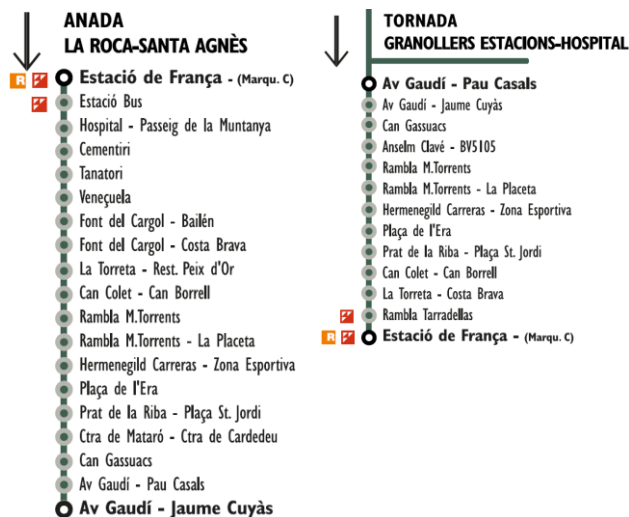 ANADA
LA ROCA-SANTA AGNÈS
R Estació de França - (Marqu. C)
Estació Bus
Hospital - Passeig de la Muntanya
Cementiri
Tanatori
Veneçuela
Font del Cargol - Bailén
Font del Cargol - Costa Brava
La Torreta - Rest. Peix d'Or
Can Colet - Can Borrell
Rambla M.Torrents
Rambla M.Torrents - La Placeta
Hermenegild Carreras - Zona Esportiva
Plaça de l'Era
Prat de la Riba - Plaça St. Jordi
Ctra de Mataró - Ctra de Cardedeu
Can Gassuacs
Av Gaudí - Pau Casals
Av Gaudí - Jaume Cuyàs
TORNADA
GRANOLLERS ESTACIONS-HOSPITAL
Av Gaudí - Pau Casals
Av Gaudí - Jaume Cuyàs
Can Gassuacs
Anselm Clavé - BV5105
Rambla M.Torrents
Rambla M.Torrents - La Placeta
Hermenegild Carreras - Zona Esportiva
Plaça de l'Era
Prat de la Riba - Plaça St. Jordi
Can Colet - Can Borrell
La Torreta - Costa Brava
Rambla Tarradellas
R Estació de França - (Marqu. C)